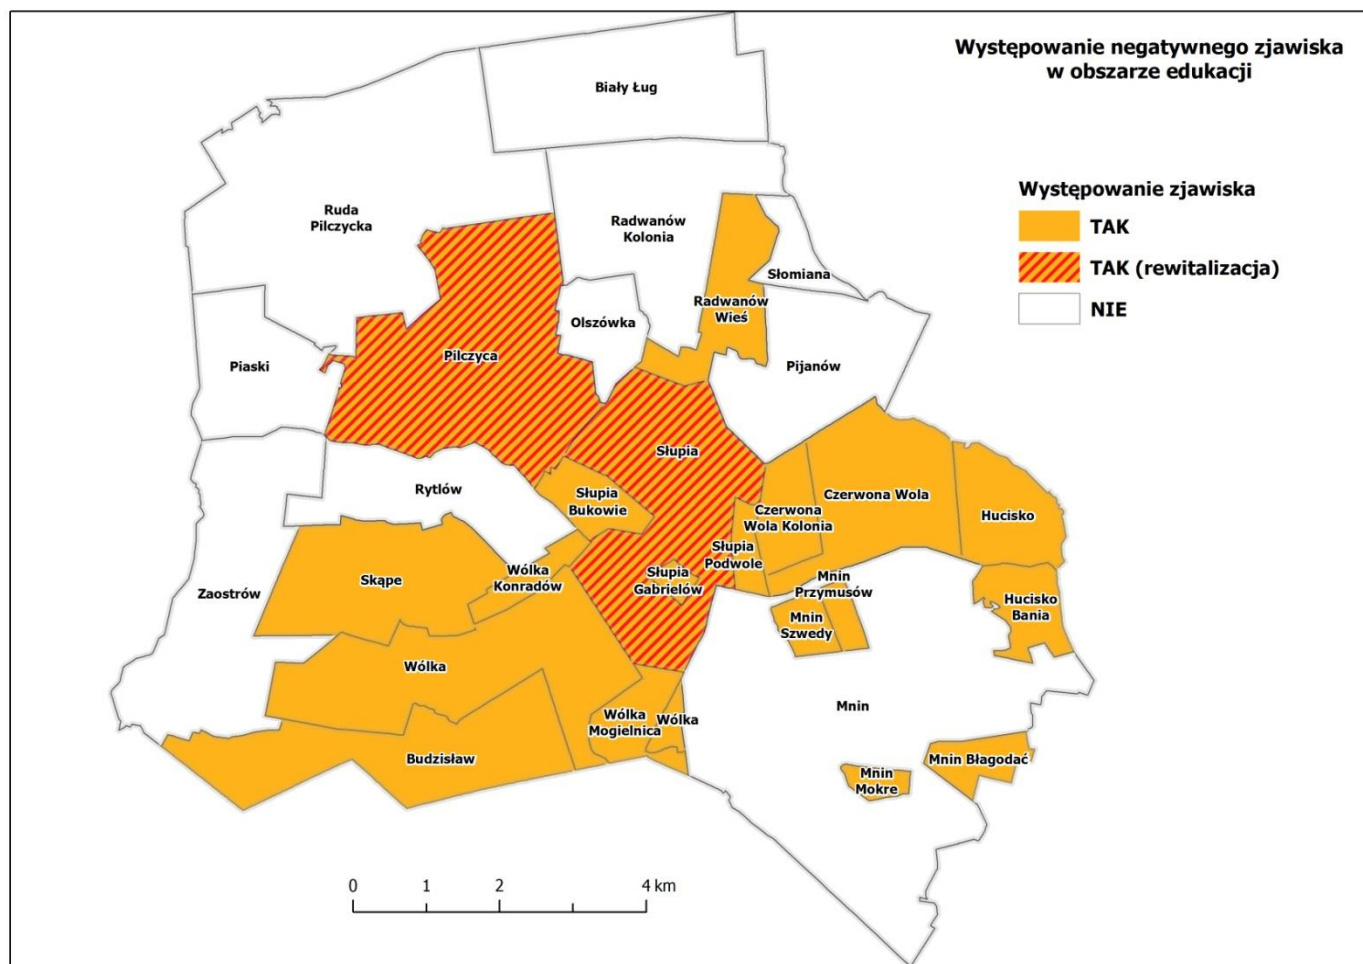 Występowanie negatywnego zjawiska
w obszarze edukacji
Występowanie zjawiska
TAK
TAK (rewitalizacja)
NIE
Biały Ług
Ruda
Pilczycka
Radwanów
Kolonia
Słomiana
Radwanów
Wieś
Olszówka
Pilczyca
Piaski
Pijanów
Słupia
Rytlów
Słupia
Bukowie
Czerwona Wola
Czerwona
Wola Kolonia
Hucisko
Słupia
Podwole
Skąpe
Wólka
Konradów
Słupia
Gabrielów
Mnin
Przymusów
Zaostrów
Mnin
Szwedy
Hucisko
Bania
Wólka
Mnin
Wólka
Mogielnica
Wólka
Budzisław
Mnin Błagodać
Mnin
Mokre
0 1 2 4 km